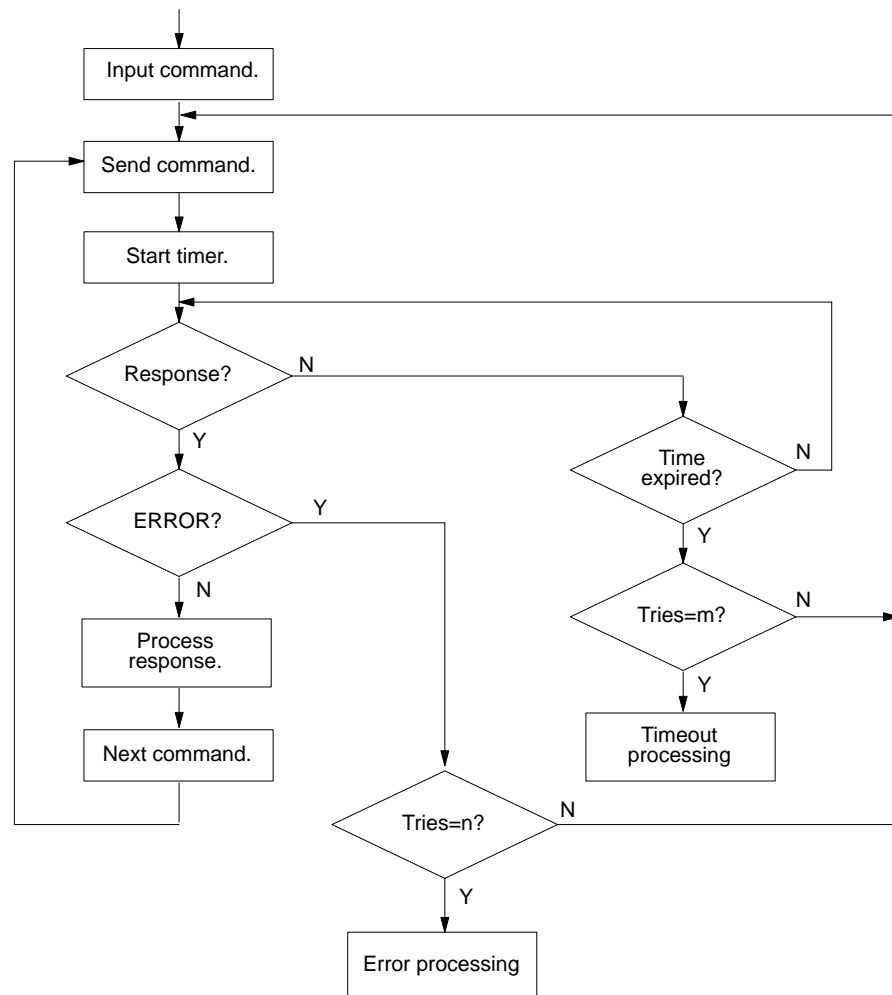 Input command.
Send command.
Start timer.
Response?
N
Y
Time
expired?
N
Y
ERROR?
Y
N
Tries=m?
N
Y
Process
response.
Next command.
Timeout
processing
Tries=n?
N
Y
Error processing